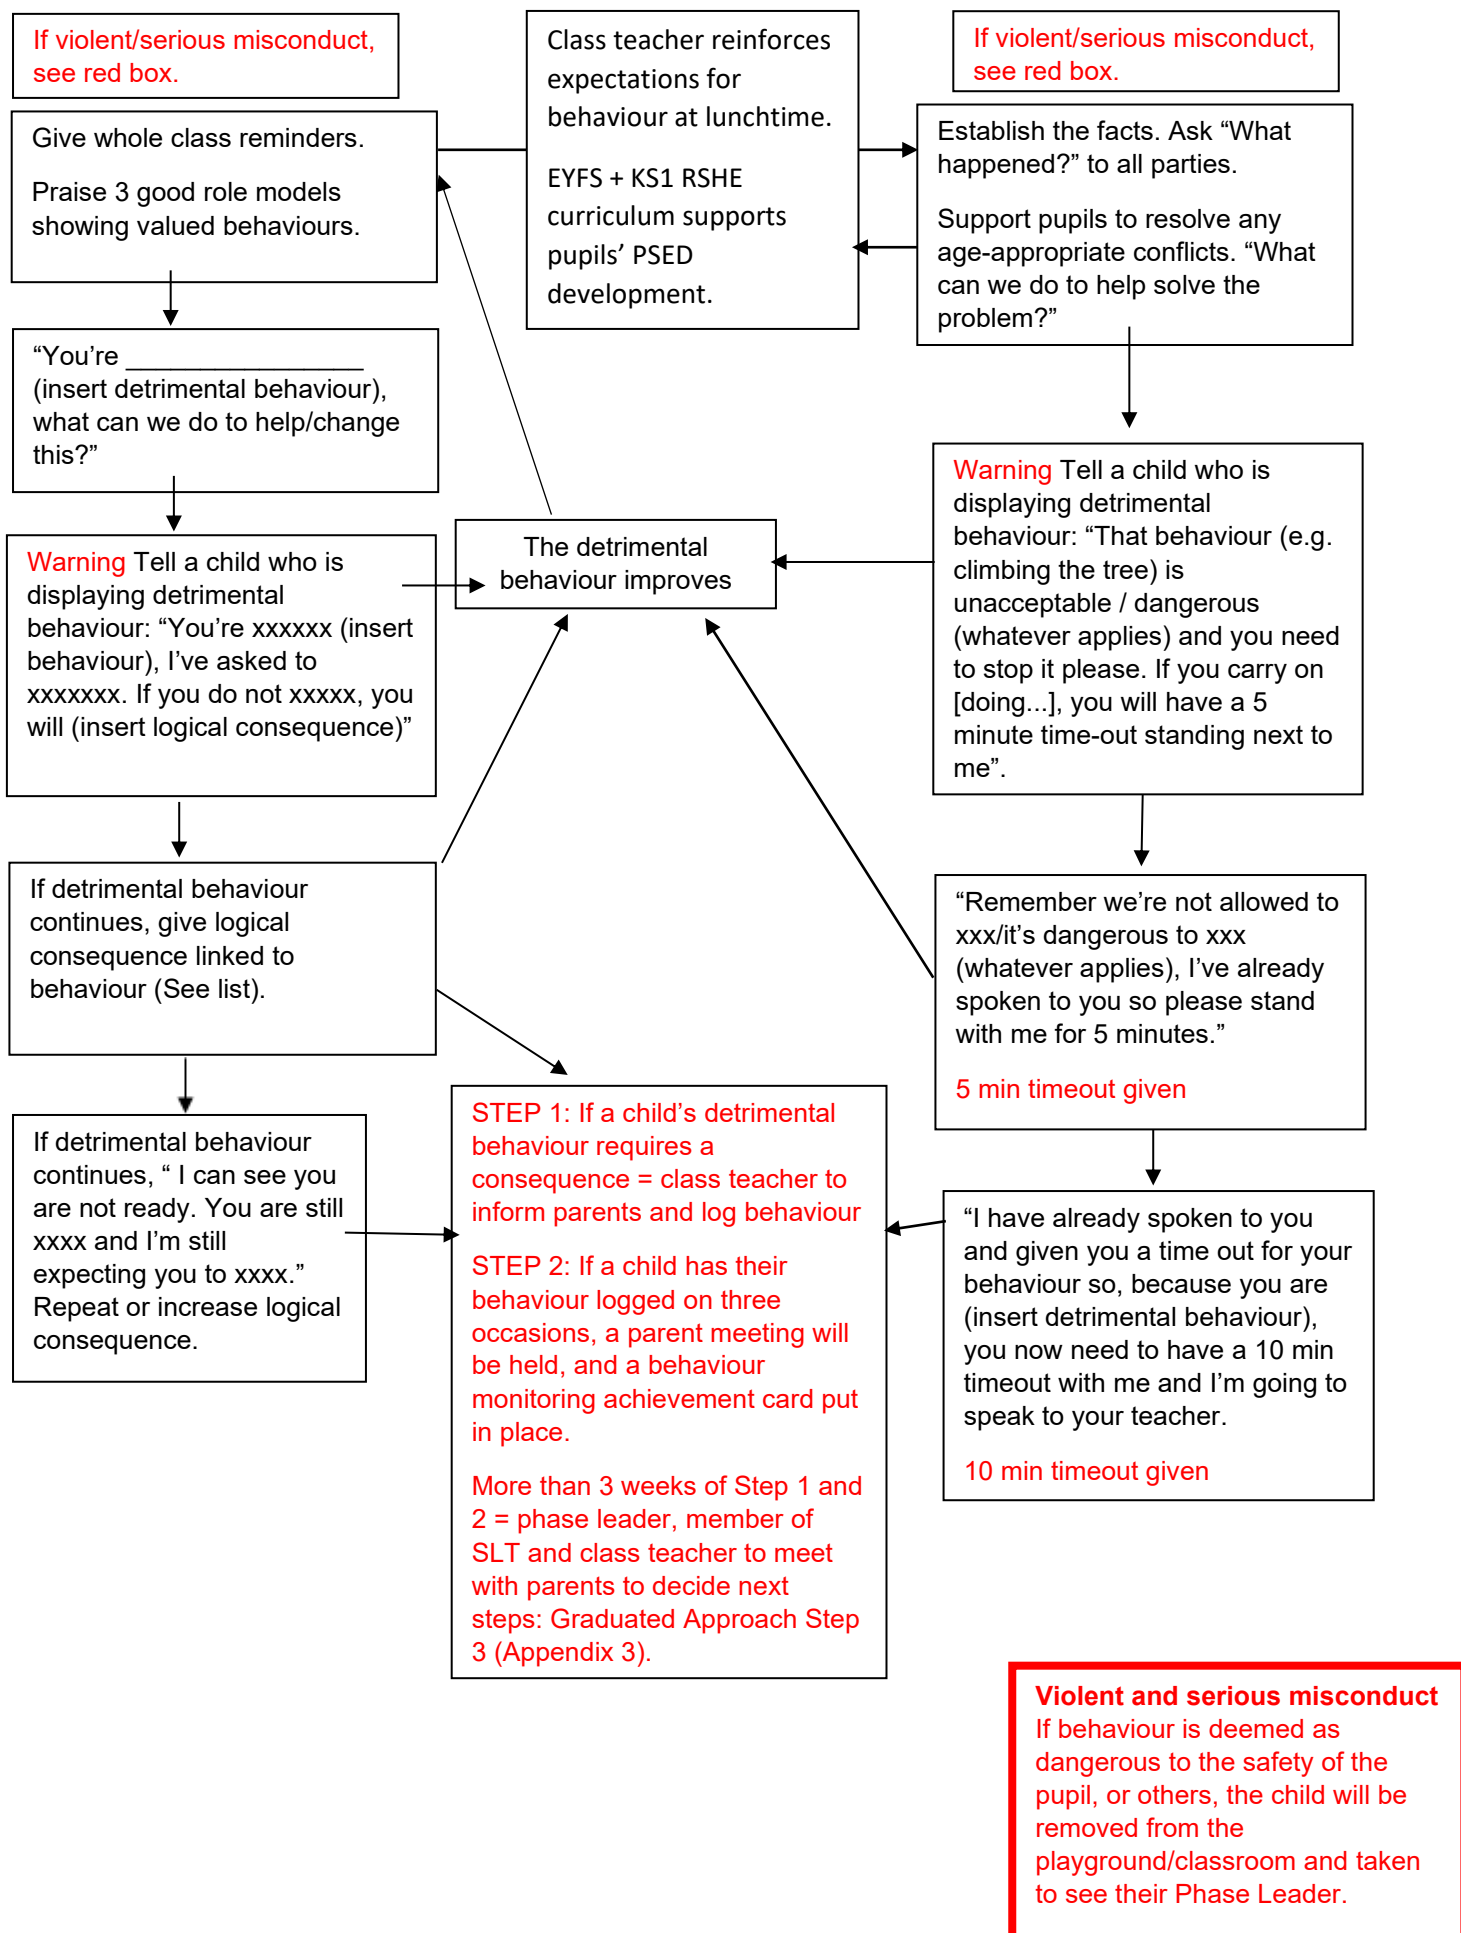 If violent/serious misconduct,
see red box.
Give whole class reminders.
Praise 3 good role models
showing valued behaviours.
“You’re _________________
(insert detrimental behaviour),
what can we do to help/change
this?”
Warning Tell a child who is
displaying detrimental
behaviour: “You’re xxxxxx (insert
behaviour), I’ve asked to
xxxxxxx. If you do not xxxxx, you
will (insert logical consequence)”
If detrimental behaviour
continues, give logical
consequence linked to
behaviour (See list).
If detrimental behaviour
continues, “ I can see you
are not ready. You are still
xxxx and I’m still
expecting you to xxxx.”
Repeat or increase logical
consequence.
Class teacher reinforces
expectations for
behaviour at lunchtime.
EYFS + KS1 RSHE
curriculum supports
pupils’ PSED
development.
The detrimental
behaviour improves
STEP 1: If a child’s detrimental
behaviour requires a
consequence = class teacher to
inform parents and log behaviour
STEP 2: If a child has their
behaviour logged on three
occasions, a parent meeting will
be held, and a behaviour
monitoring achievement card put
in place.
More than 3 weeks of Step 1 and
2 = phase leader, member of
SLT and class teacher to meet
with parents to decide next
steps: Graduated Approach Step
3 (Appendix 3).
If violent/serious misconduct,
see red box.
Establish the facts. Ask “What
happened?” to all parties.
Support pupils to resolve any
age-appropriate conflicts. “What
can we do to help solve the
problem?”
Warning Tell a child who is
displaying detrimental
behaviour: “That behaviour (e.g.
climbing the tree) is
unacceptable / dangerous
(whatever applies) and you need
to stop it please. If you carry on
[doing...], you will have a 5
minute time-out standing next to
me”.
“Remember we’re not allowed to
xxx/it’s dangerous to xxx
(whatever applies), I’ve already
spoken to you so please stand
with me for 5 minutes.”
5 min timeout given
“I have already spoken to you
and given you a time out for your
behaviour so, because you are
(insert detrimental behaviour),
you now need to have a 10 min
timeout with me and I’m going to
speak to your teacher.
10 min timeout given
Violent and serious misconduct
If behaviour is deemed as
dangerous to the safety of the
pupil, or others, the child will be
removed from the
playground/classroom and taken
to see their Phase Leader.